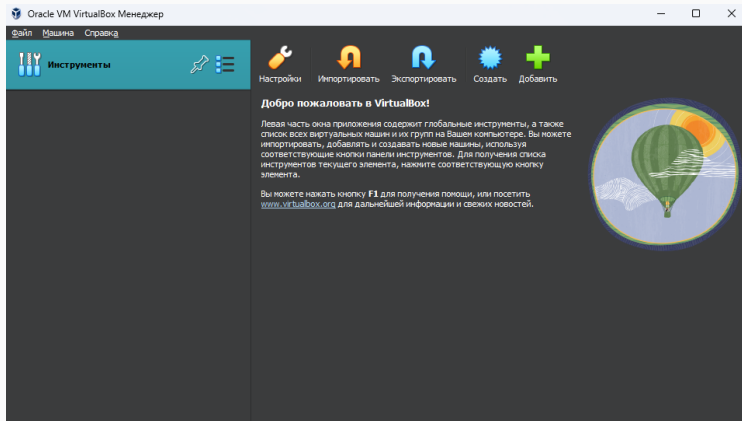 Oracle VM VirtualBox Менеджер
Файл Машина Справка
Инструменты
Настройки Импортировать Экспортировать Создать Добавить
Добро пожаловать в VirtualBox!
Левая часть окна приложения содержит глобальные инструменты, а также
список всех виртуальных машин и их групп на Вашем компьютере. Вы можете
импортировать, добавлять и создавать новые машины, используя
соответствующие кнопки панели инструментов. Для получения списка
инструментов текущего элемента, нажмите соответствующую кнопку
элемента.
Вы можете нажать кнопку F1 для получения помощи, или посетить
www.virtualbox.org для дальнейшей информации и свежих новостей.